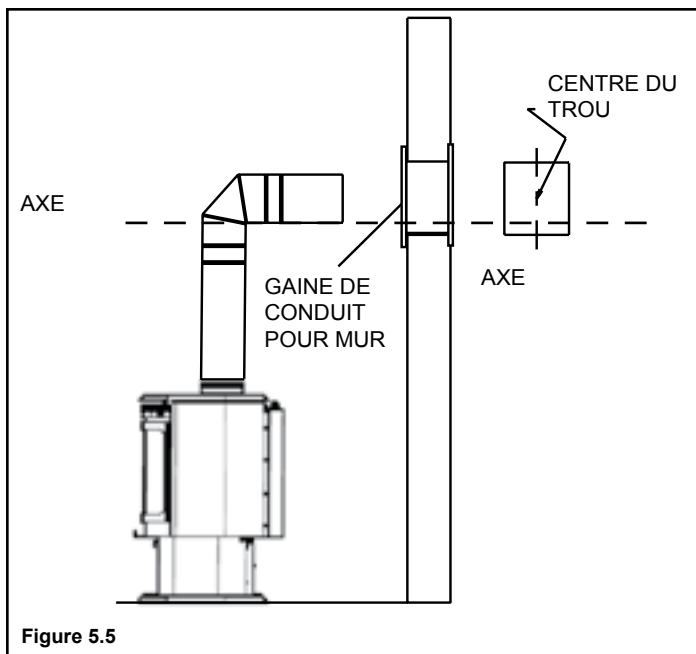 CENTRE DU
TROU
AXE
GAINE DE
CONDUIT
POUR MUR
AXE
Figure 5.5